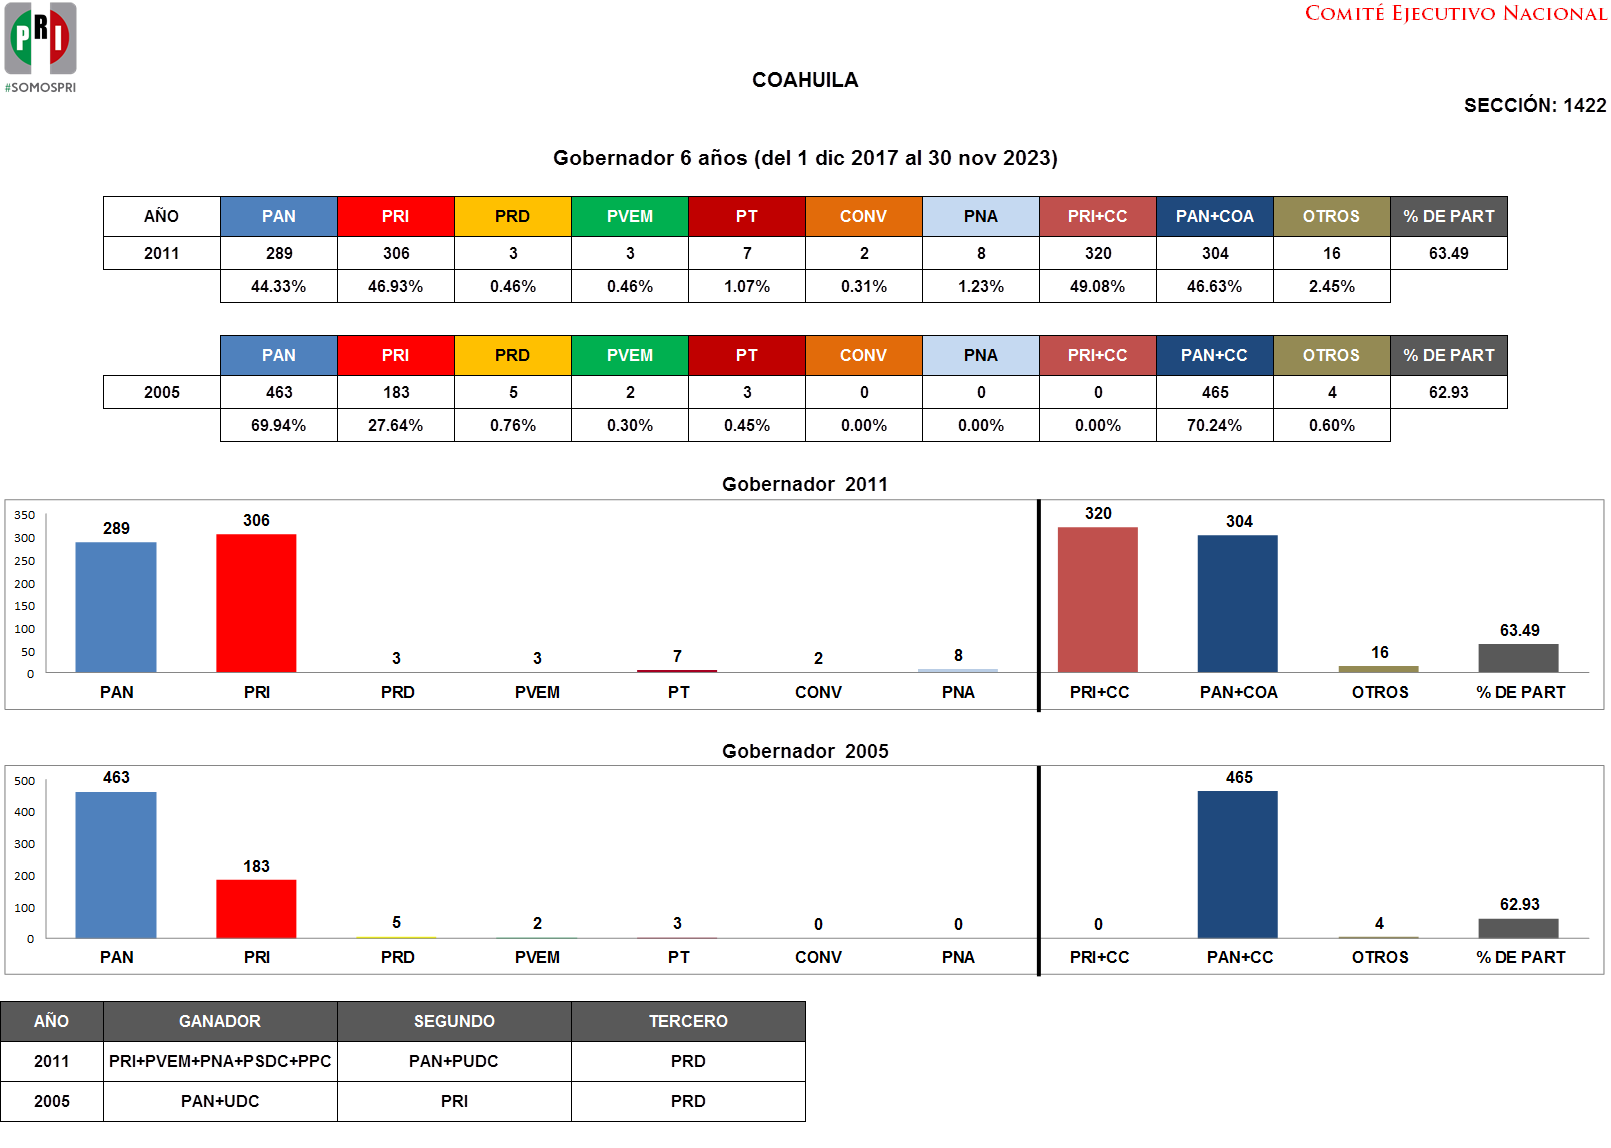 PRI
#SOMOSPRI
COMITÉ EJECUTIVO NACIONAL
COAHUILA
SECCIÓN: 1422
Gobernador 6 años (del 1 dic 2017 al 30 nov 2023)
AÑO PAN PRI PRD PVEM PT CONV PNA PRI+CC PAN+COA OTROS % DE PART
2011 289 306 3 3 7 2 8 320 304 16 63.49
44.33% 46.93% 0.46% 0.46% 1.07% 0.31% 1.23% 49.08% 46.63% 2.45%
PAN PRI PRD PVEM PT CONV PNA PRI+CC PAN+CC OTROS % DE PART
2005 463 183 5 2 3 0 0 0 465 4 62.93
69.94% 27.64% 0.76% 0.30% 0.45% 0.00% 0.00% 0.00% 70.24% 0.60%
Gobernador 2011
350
300
250
200
150
100
50
0
289 306 3 3 7 2 8 320 304 16 63.49
PAN PRI PRD PVEM PT CONV PNA PRI+CC PAN+COA OTROS % DE PART
Gobernador 2005
500
400
300
200
100
0
463 183 5 2 3 0 0 0 465 4 62.93
PAN PRI PRD PVEM PT CONV PNA PRI+CC PAN+CC OTROS % DE PART
AÑO GANADOR SEGUNDO TERCERO
2011 PRI+PVEM+PNA+PSDC+PPC PAN+PUDC PRD
2005 PAN+UDC PRI PRD